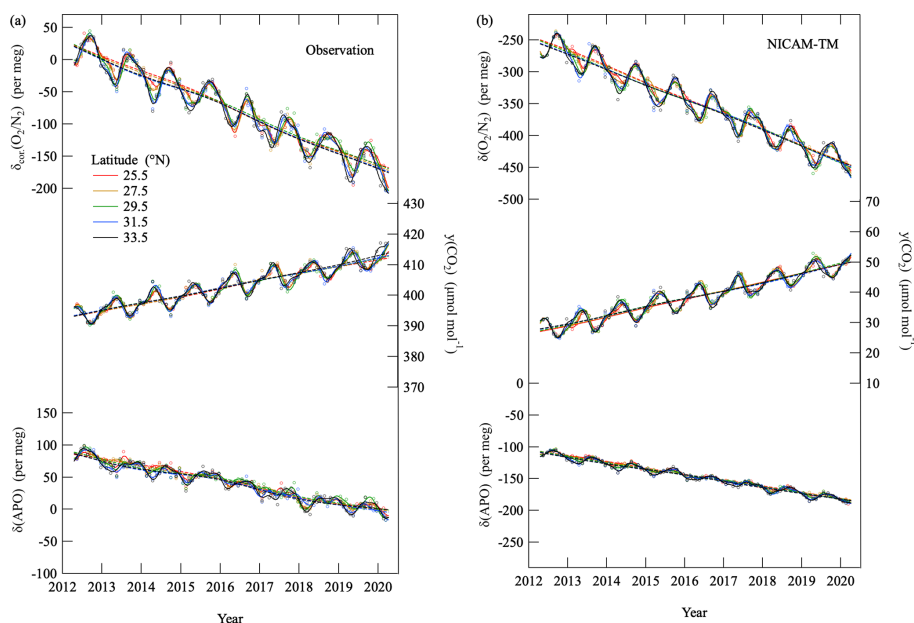 (a)
Observation
δcor.(O2/N2) (per meg)
50
0
-50
-100
-150
-200
Latitude (°N)
25.5
27.5
29.5
31.5
33.5
y(CO2) (μmol mol-1)
430
420
410
400
390
380
370
δ(APO) (per meg)
150
100
50
0
-50
-100
2012 2013 2014 2015 2016 2017 2018 2019 2020
Year
(b)
NICAM-TM
δ(O2/N2) (per meg)
-250
-300
-350
-400
-450
-500
y(CO2) (μmol mol-1)
70
60
50
40
30
20
10
δ(APO) (per meg)
0
-50
-100
-150
-200
-250
2012 2013 2014 2015 2016 2017 2018 2019 2020
Year